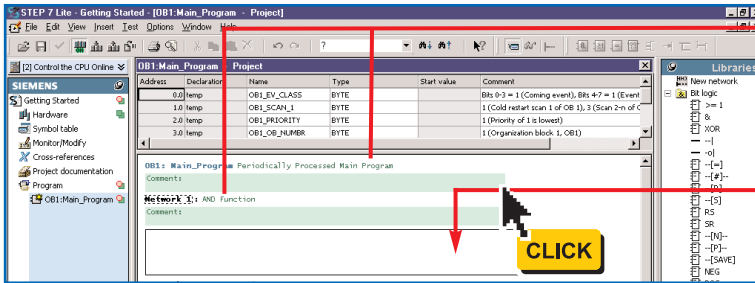 STEP 7 Lite - Getting Started - [OB1:Main_Program - Project]
File Edit View Insert Test Options Window Help
?
[2] Control the CPU Online
OB1:Main_Program - Project
Libraries
SIEMENS
Getting Started
Hardware
Symbol table
Monitor/Modify
Cross-references
Project documentation
Program
OB1:Main_Program
Address Declaration Name Type Start value Comment
0.0 temp OB1_EV_CLASS BYTE Bits 0-3 = 1 (Coming event), Bits 4-7 = 1 (Event
1.0 temp OB1_SCAN_1 BYTE 1 (Cold restart scan 1 of OB 1), 3 (Scan 2-n of O
2.0 temp OB1_PRIORITY BYTE 1 (Priority of 1 is lowest)
3.0 temp OB1_OB_NUMBR BYTE 1 (Organization block 1, OB1)
OB1: Main_Program Periodically Processed Main Program
Comment:
Network 1: AND Function
Comment:
CLICK
New network
Bit logic
>= 1
&
XOR
--|
--o|
--[=]
--[#]--
--[S]
RS
SR
--[N]--
--[P]--
--[SAVE]
NEG